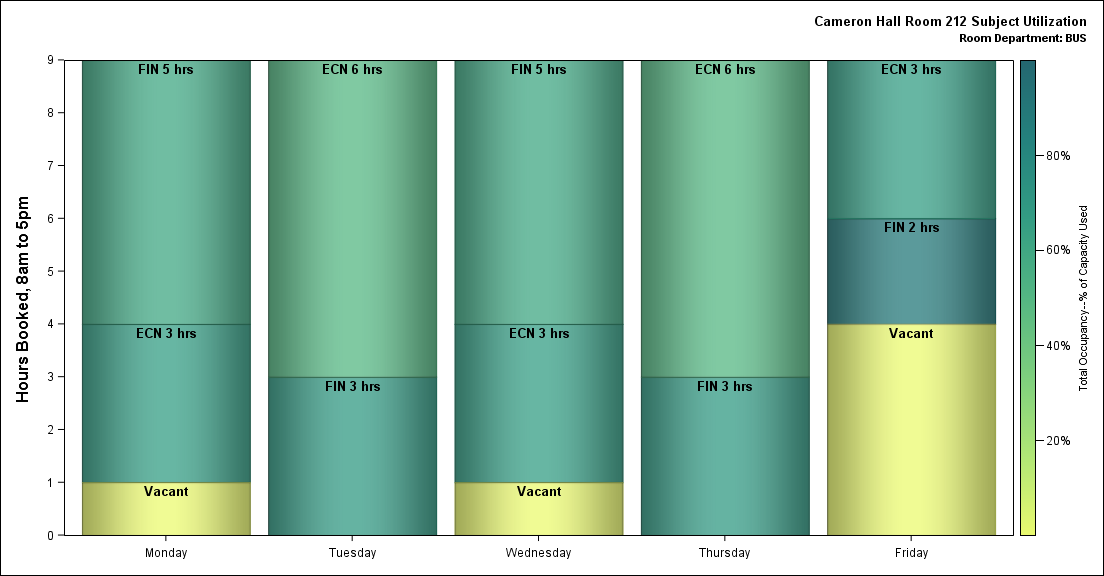 Cameron Hall Room 212 Subject Utilization
Room Department: BUS
Hours Booked, 8am to 5pm
9
8
7
6
5
4
3
2
1
0
FIN 5 hrs
ECN 3 hrs
Vacant
ECN 6 hrs
FIN 3 hrs
FIN 5 hrs
ECN 3 hrs
Vacant
ECN 6 hrs
FIN 3 hrs
ECN 3 hrs
FIN 2 hrs
Vacant
Monday
Tuesday
Wednesday
Thursday
Friday
80%
60%
40%
20%
Total Occupancy--% of Capacity Used